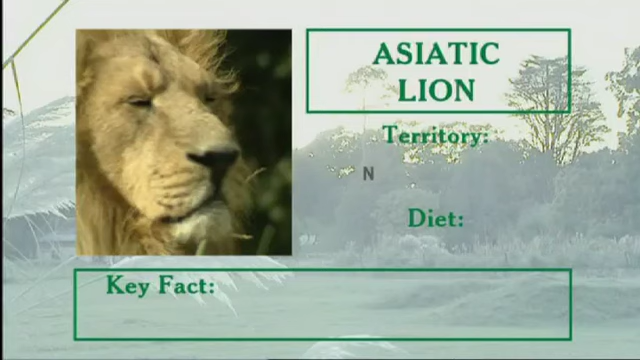 ASIATIC
LION
Territory:
N
Diet:
Key Fact: